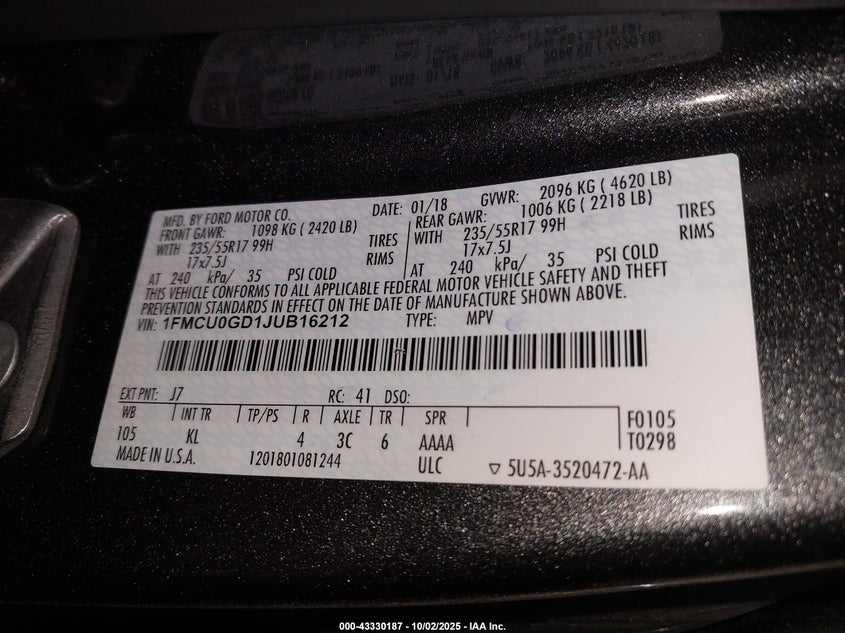 MFD. BY FORD MOTOR CO. DATE: 01/18 GVWR: 2096 KG ( 4620 LB)
FRONT GAWR: 1098 KG ( 2420 LB) REAR GAWR: 1006 KG ( 2218 LB)
WITH 235/55R17 99H TIRES WITH 235/55R17 99H TIRES
17x7.5J RIMS 17x7.5J RIMS
AT 240 kPa/ 35 PSI COLD AT 240 kPa/ 35 PSI COLD
THIS VEHICLE CONFORMS TO ALL APPLICABLE FEDERAL MOTOR VEHICLE SAFETY AND THEFT
PREVENTION STANDARDS IN EFFECT ON THE DATE OF MANUFACTURE SHOWN ABOVE.
VIN: 1FMCU0GD1JUB16212 TYPE: MPV
EXT PNT: J7 RC: 41 DSO:
WB INT TR TP/PS R AXLE TR SPR F0105
105 KL 4 3C 6 AAAA T0298
MADE IN U.S.A. 1201801081244 ULC ▽ 5U5A-3520472-AA
000-43330187 - 10/02/2025 - IAA Inc.